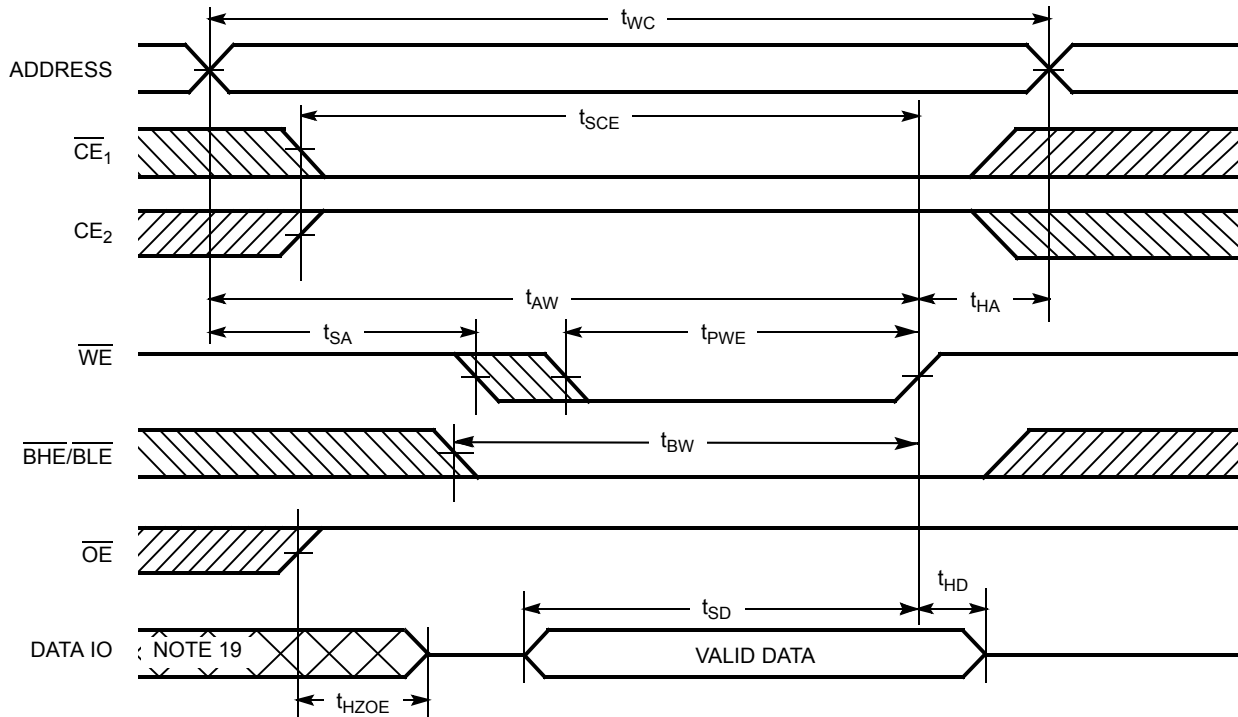 tWC
ADDRESS
tSCE
CE1
CE2
tAW
tHA
tSA
tPWE
WE
BHE/BLE
tBW
OE
tHD
tSD
DATA IO
NOTE 19
VALID DATA
tHZOE